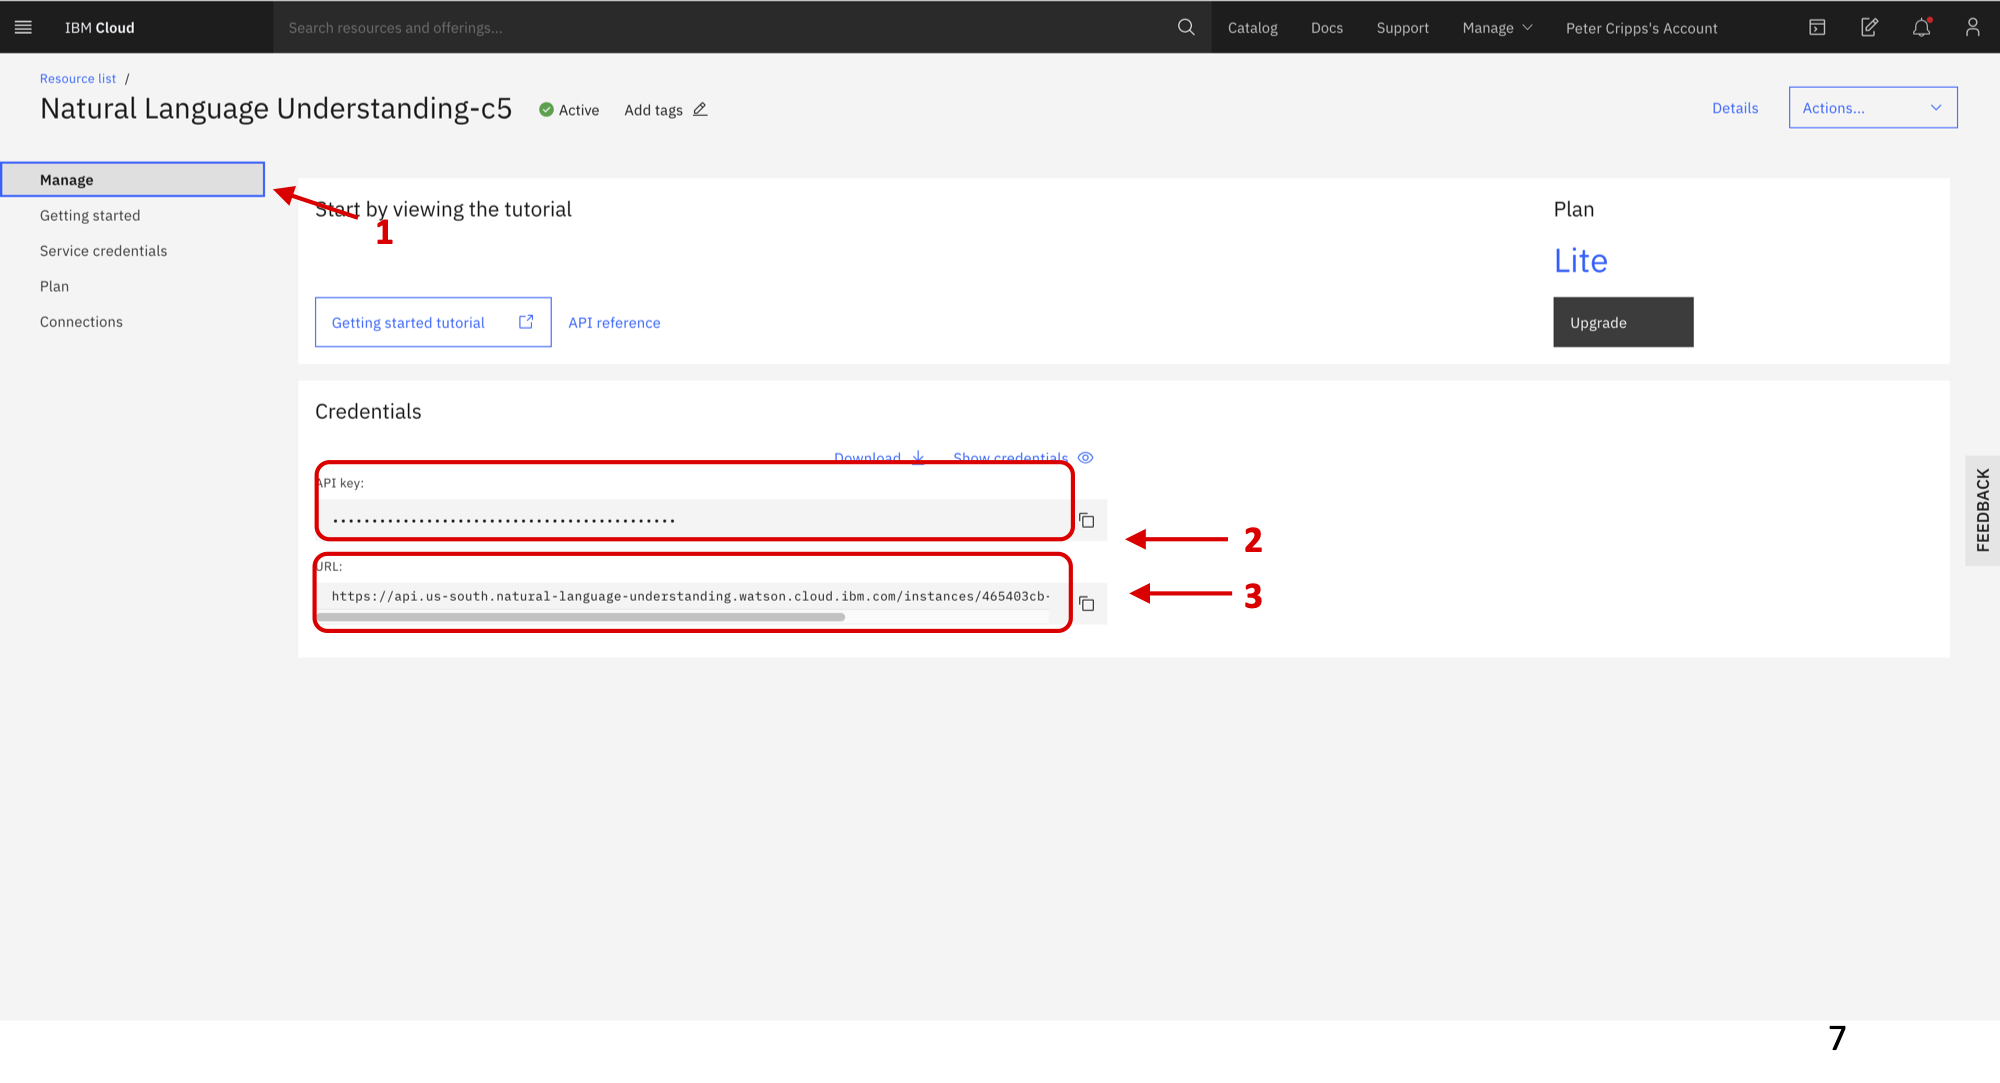 IBM Cloud
Search resources and offerings...
Catalog
Docs
Support
Manage
Peter Cripps's Account
Resource list /
Natural Language Understanding-c5
Active
Add tags
Details
Actions...
Manage
Getting started
Service credentials
Plan
Connections
1
Start by viewing the tutorial
Getting started tutorial
API reference
Plan
Lite
Upgrade
Credentials
Download
Show credentials
API key:
............................................
2
URL:
https://api.us-south.natural-language-understanding.watson.cloud.ibm.com/instances/465403cb-
3
FEEDBACK
7